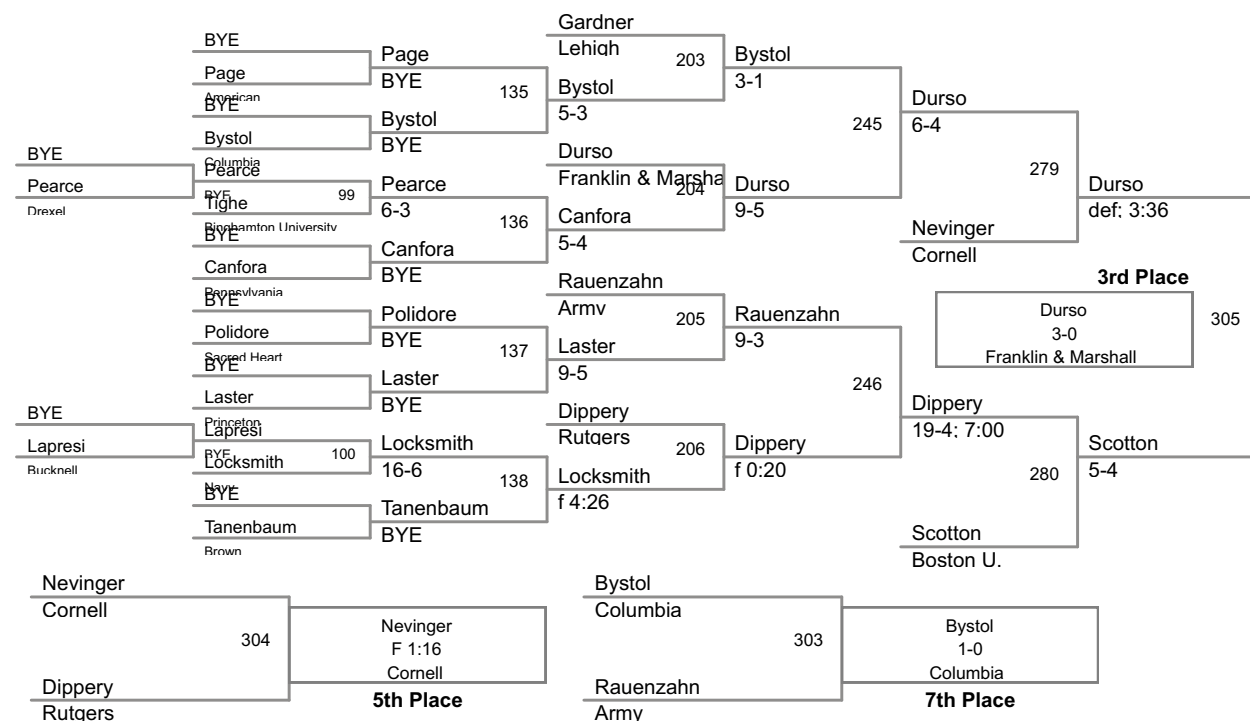 BYE
Pearce
Drexel
BYE
Lapresi
Bucknell
BYE
Page
American
BYE
Bystol
Columbia
Pearce
BYE
99
Tighe
Binghamton University
BYE
Canfora
Pennsylvania
BYE
Polidore
Sacred Heart
BYE
Laster
Princeton
Lapresi
BYE
100
Locksmith
Navy
BYE
Tanenbaum
Brown
Page
BYE
135
Bystol
BYE
Pearce
6-3
136
Canfora
BYE
Polidore
BYE
137
Laster
BYE
Locksmith
16-6
138
Tanenbaum
BYE
Gardner
Lehigh
203
Bystol
5-3
Durso
Franklin & Marsha
204
Canfora
5-4
Rauenzahn
Army
205
Laster
9-5
Dippery
Rutgers
206
Locksmith
f 4:26
Bystol
3-1
245
Durso
9-5
Rauenzahn
9-3
246
Dippery
f 0:20
Durso
6-4
279
Nevinger
Cornell
Dippery
19-4; 7:00
280
Scotton
Boston U.
Durso
def; 3:36
Scotton
5-4
3rd Place
Durso
3-0
Franklin & Marshall
305
Nevinger
Cornell
304
Dippery
Rutgers
Nevinger
F 1:16
Cornell
5th Place
Bystol
Columbia
303
Rauenzahn
Army
Bystol
1-0
Columbia
7th Place